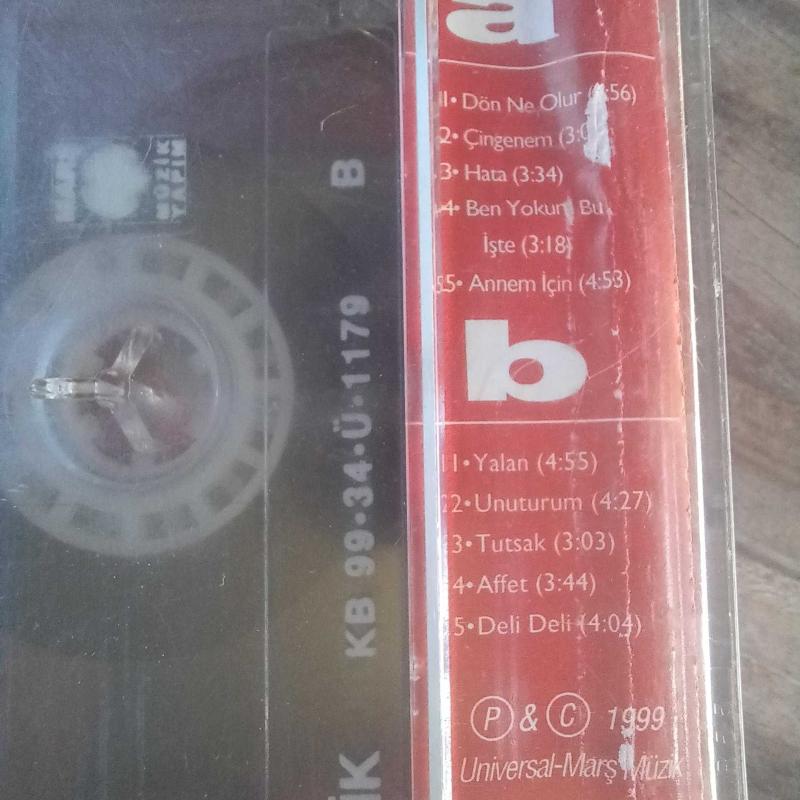 MARŞ
MÜZİK
YAPIM
B
KB 99•34•Ü•1179
İK
a
1• Dön Ne Olur
2• Çingenem
3• Hata (3:34)
4• Ben Yokum Bu
İşte (3:18)
5• Annem İçin (4:53)
b
1• Yalan (4:55)
2• Unuturum (4:27)
3• Tutsak (3:03)
4• Affet (3:44)
5• Deli Deli (4:04)
Ⓟ & Ⓒ 1999
Universal-Marş Müzik